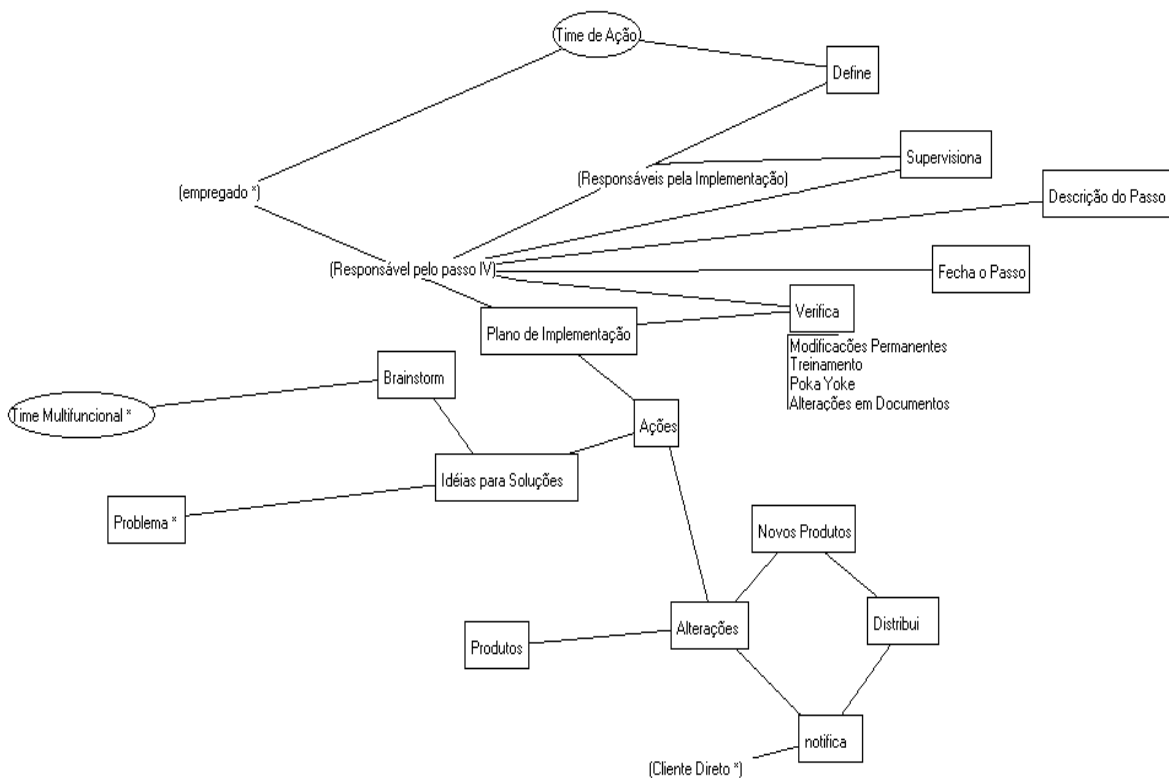 Time de Ação
Define
Supervisiona
(Responsáveis pela Implementação)
(empregado *)
Descrição do Passo
(Responsável pelo passo IV)
Fecha o Passo
Verifica
Plano de Implementação
Modificacões Permanentes
Treinamento
Poka Yoke
Alterações em Documentos
Brainstorm
Time Multifuncional *
Ações
Idéias para Soluções
Problema *
Novos Produtos
Alterações
Distribui
Produtos
notifica
(Cliente Direto *)